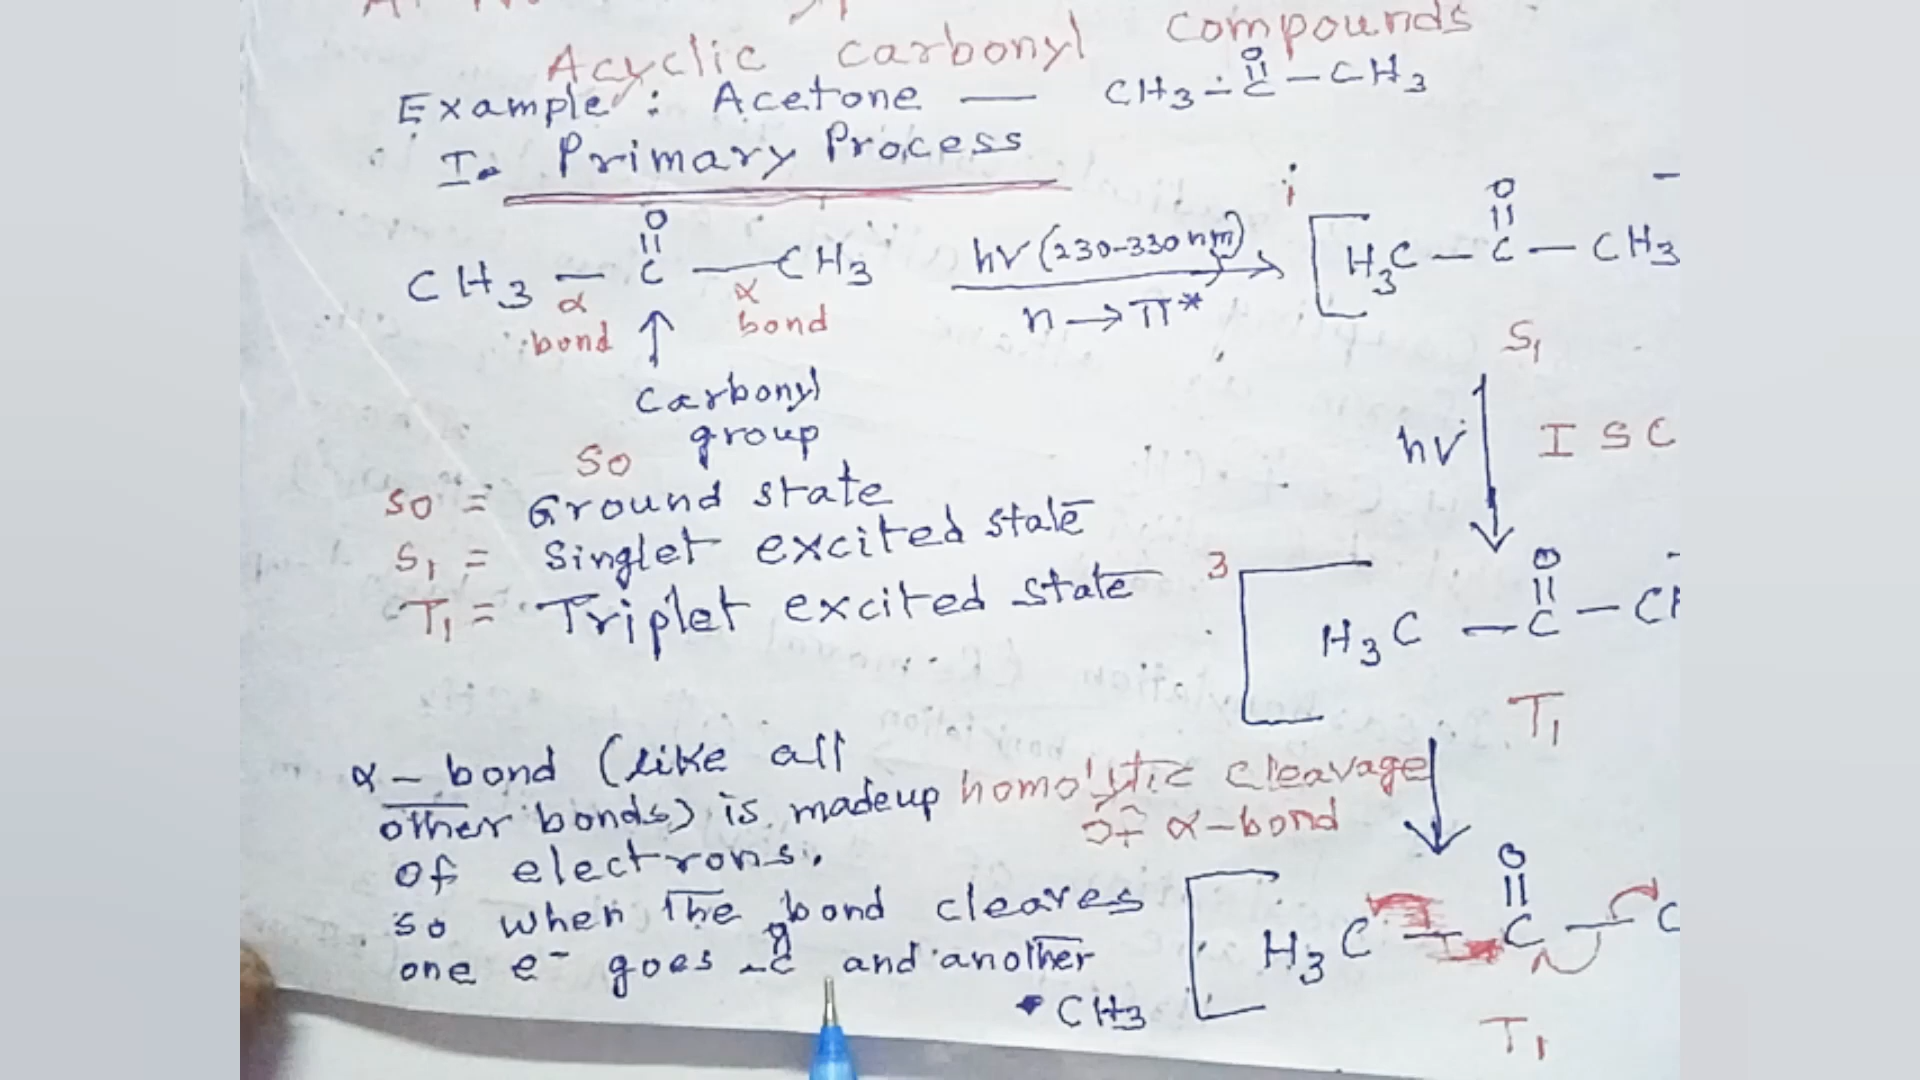 Acyclic carbonyl compounds
Example : Acetone — CH3-C-CH3
O
||
I. Primary Process
O
||
CH3 — C — CH3
α bond
α bond
↑
Carbonyl group
So
hν (230-330 nm)
n → π*
O
||
H3C — C — CH3
S1
hν
ISC
So = Ground state
S1 = Singlet excited state
T1 = Triplet excited state
3
O
||
H3C — C —
T1
homolytic cleavage
of α-bond
α- bond (like all
other bonds) is madeup
of electrons.
so when the bond cleaves
one e- goes -C and another
O
||
• CH3
O
||
H3C — C — C
T1